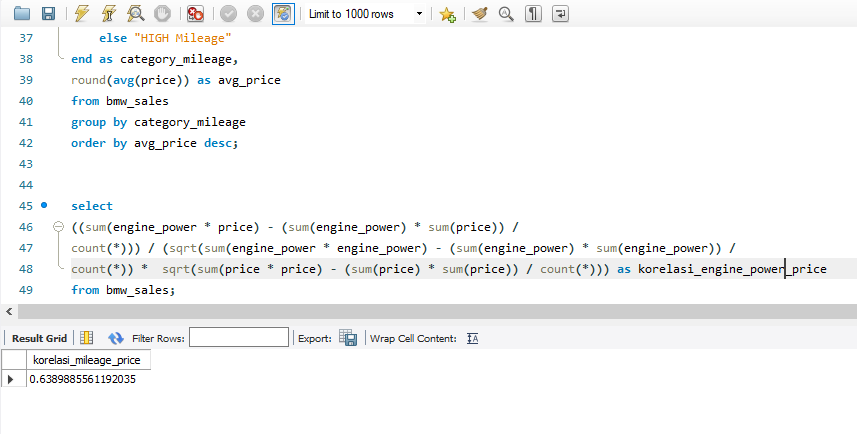 Limit to 1000 rows
37 else "HIGH Mileage"
38 end as category_mileage,
39 round(avg(price)) as avg_price
40 from bmw_sales
41 group by category_mileage
42 order by avg_price desc;
43
44
45 select
46 ((sum(engine_power * price) - (sum(engine_power) * sum(price)) /
47 count(*))) / (sqrt(sum(engine_power * engine_power) - (sum(engine_power) * sum(engine_power)) /
48 count(*)) *  sqrt(sum(price * price) - (sum(price) * sum(price)) / count(*))) as korelasi_engine_power_price
49 from bmw_sales;
Result Grid Filter Rows: Export: Wrap Cell Content:
korelasi_mileage_price
0.6389885561192035